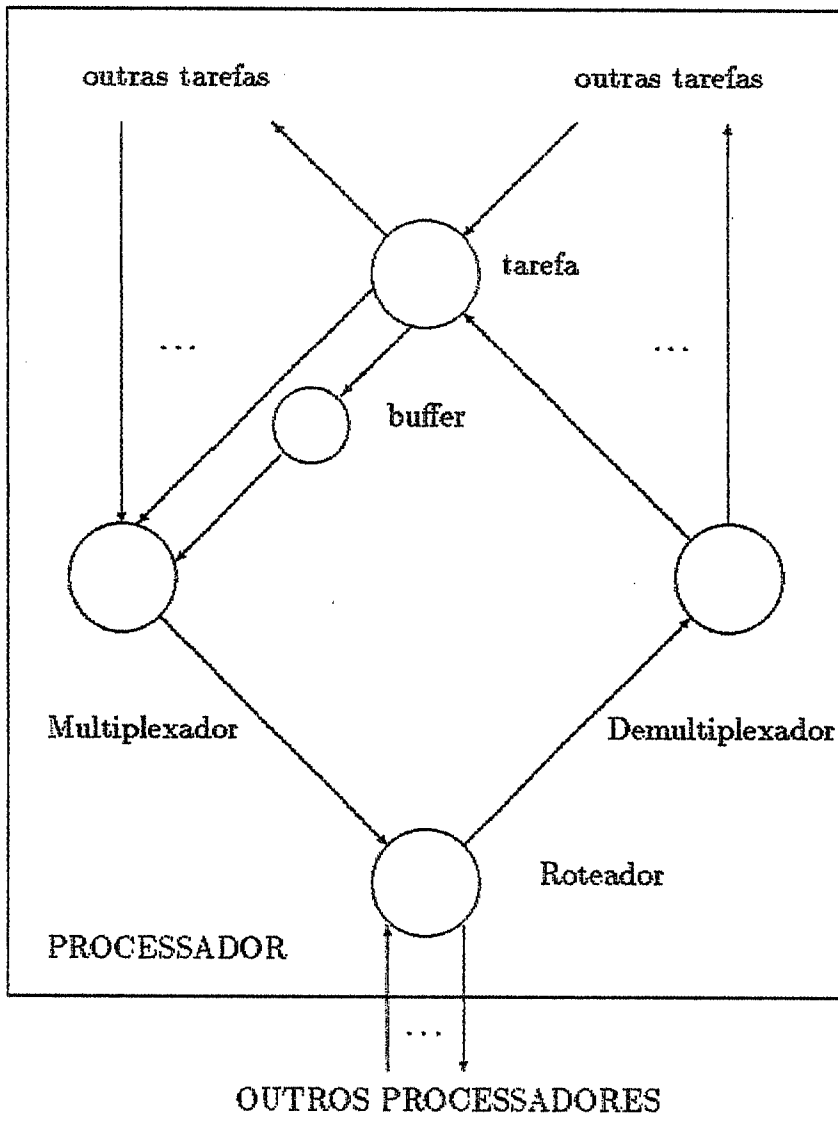 outras tarefas
outras tarefas
tarefa
...
...
buffer
Multiplexador
Demultiplexador
Roteador
PROCESSADOR
...
OUTROS PROCESSADORES